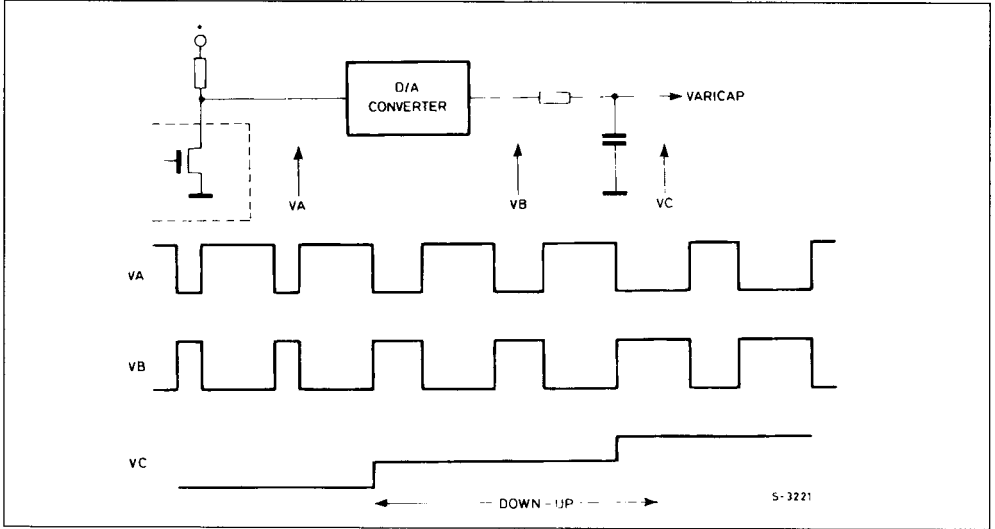 D/A
CONVERTER
VARICAP
VA
VB
VC
VA
VB
VC
DOWN-UP
S-3221